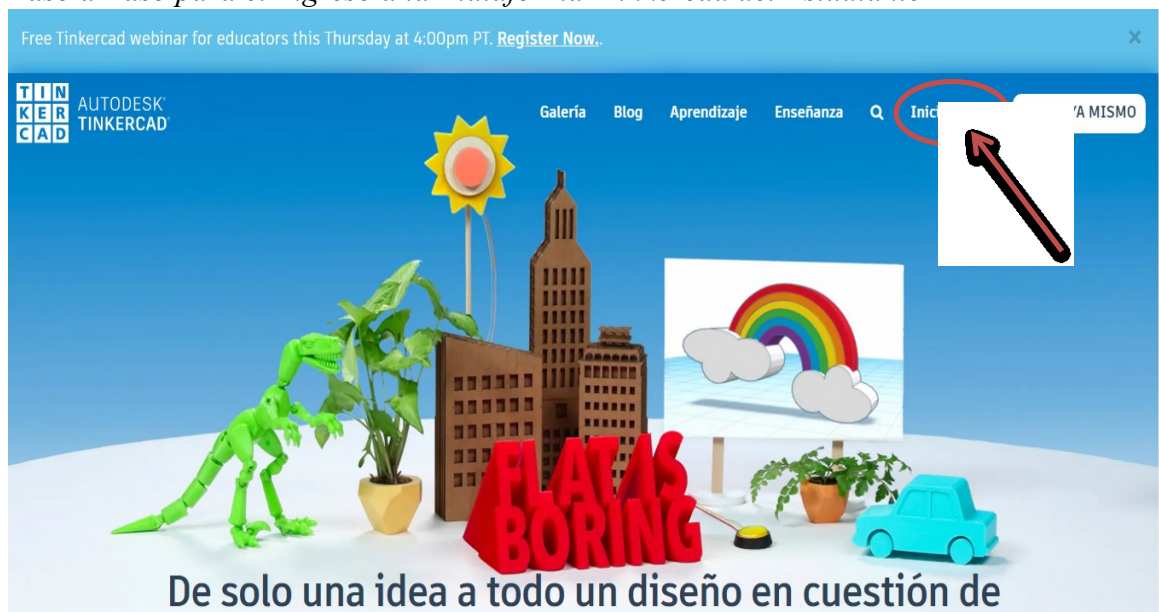 Free Tinkercad webinar for educators this Thursday at 4:00pm PT. Register Now..
×
TIN
KER
CAD
AUTODESK®
TINKERCAD®
Galería Blog Aprendizaje Enseñanza YA MISMO
FLAT IS
BORING
De solo una idea a todo un diseño en cuestión de